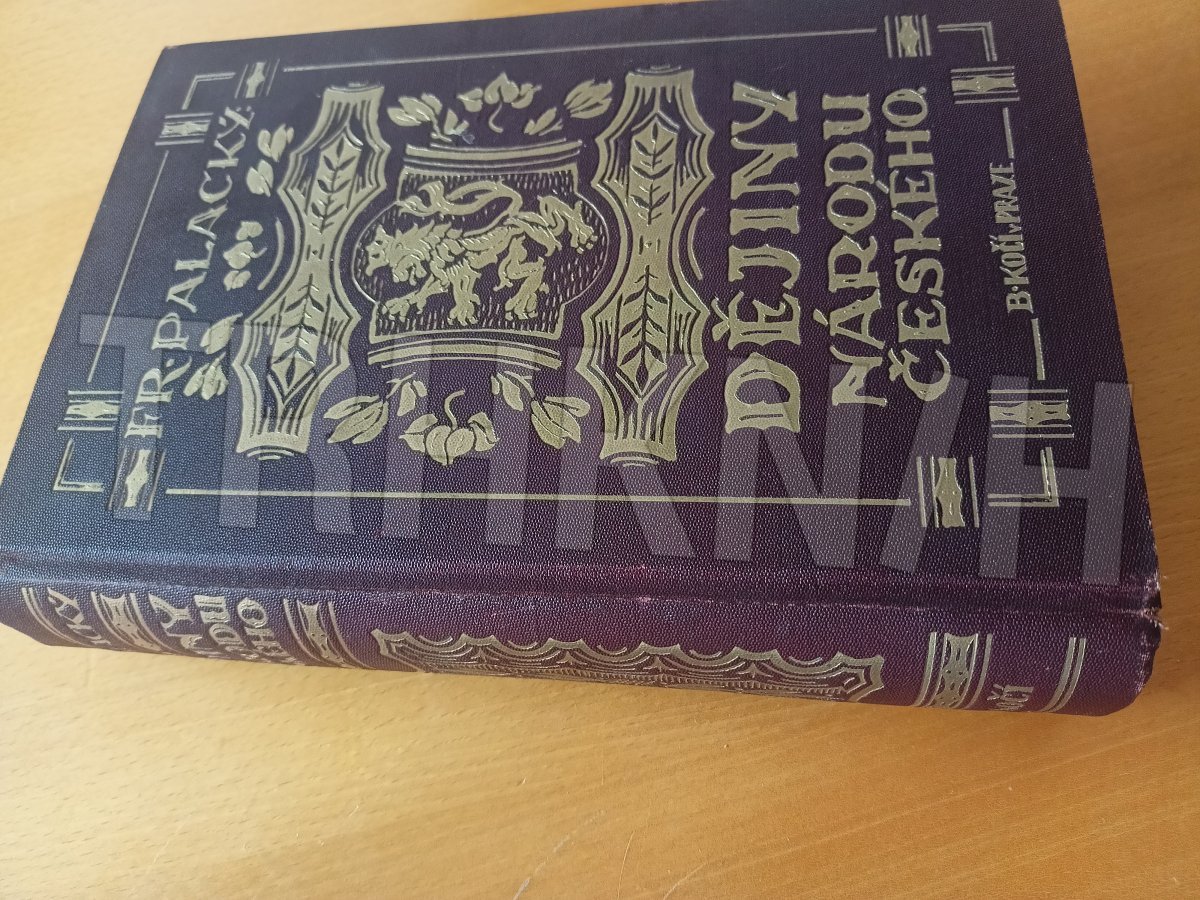 FR. PALACKÝ:
DĚJINY
NÁRODU
ČESKÉHO
B. KOČÍ V PRAZE
TRHKNIH